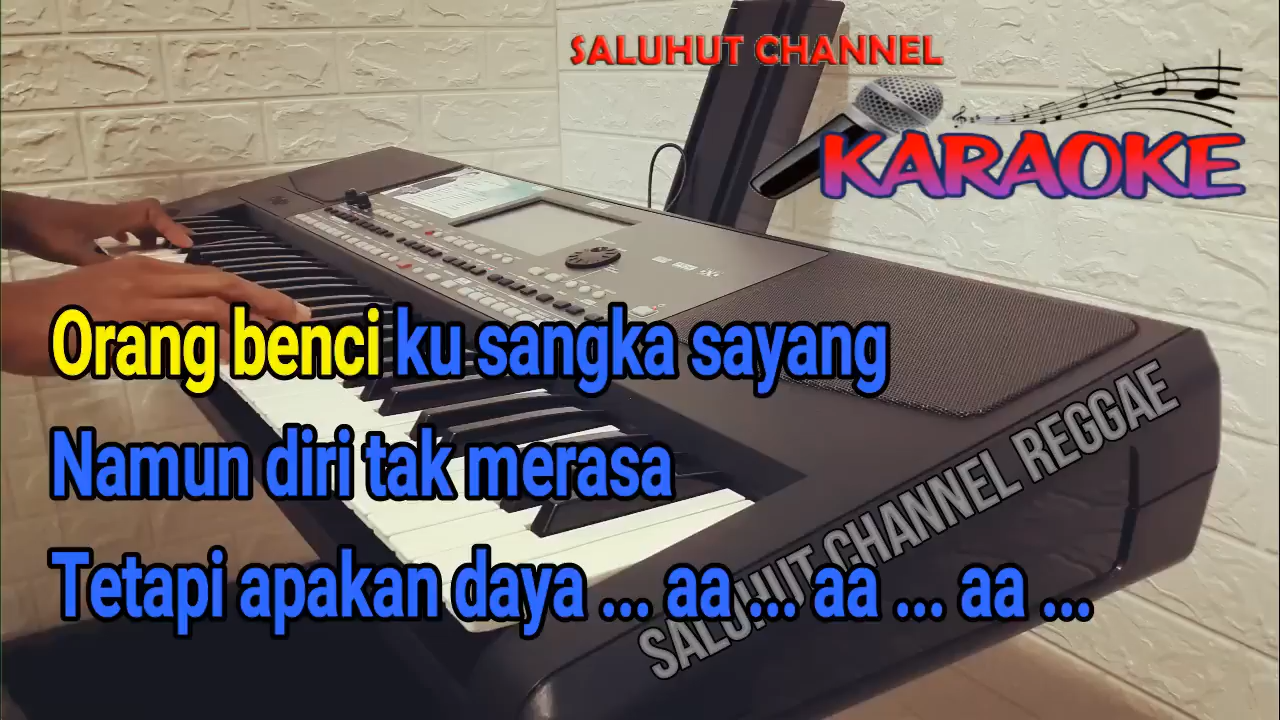 SALUHUT CHANNEL
KARAOKE
Orang benci ku sangka sayang
Namun diri tak merasa
Tetapi apakan daya ... aa ... aa ... aa ...
SALUHUT CHANNEL REGGAE